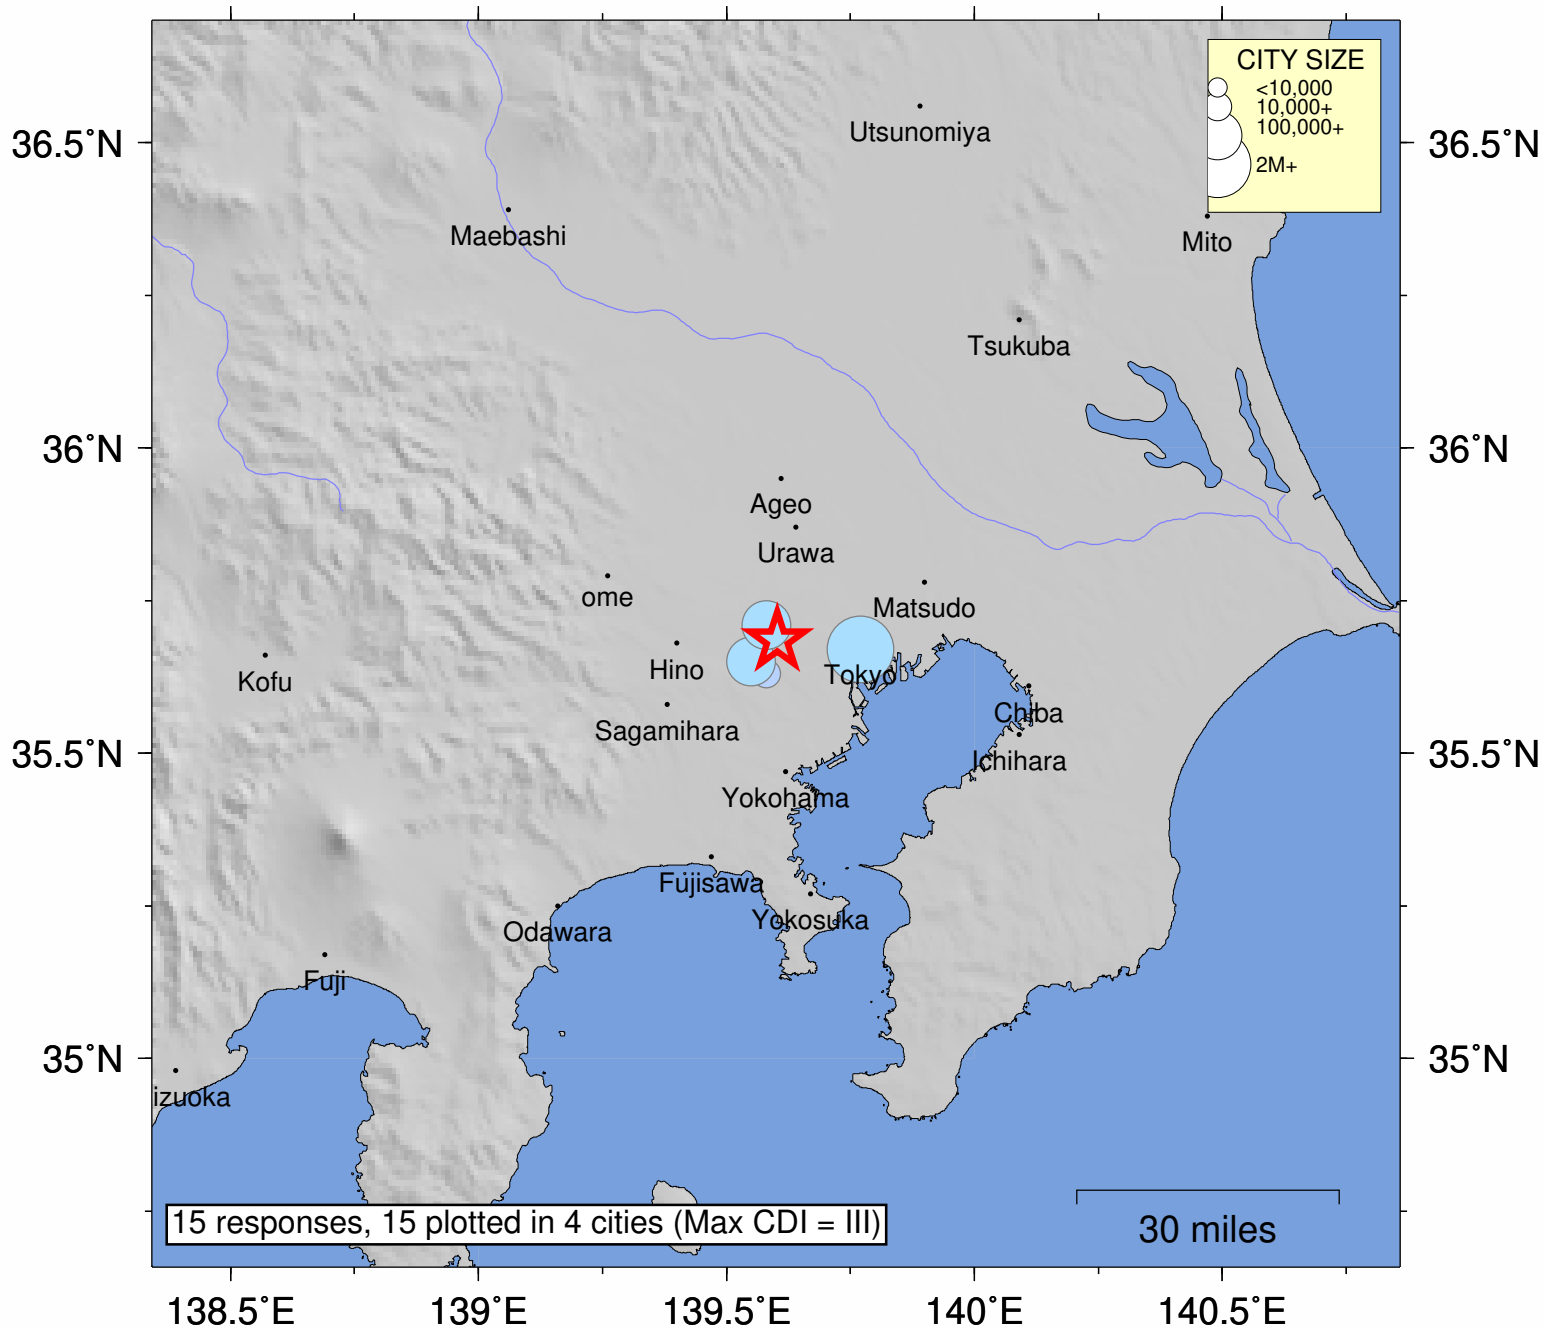 CITY SIZE
<10,000
10,000+
100,000+
2M+
36.5˚N
36.5˚N
Utsunomiya
Maebashi
Mito
Tsukuba
36˚N
36˚N
Ageo
Urawa
ome
Matsudo
Hino
Tokyo
Kofu
Chiba
Sagamihara
35.5˚N
35.5˚N
Ichihara
Yokohama
Fujisawa
Yokosuka
Odawara
Fuji
35˚N
35˚N
izuoka
15 responses, 15 plotted in 4 cities (Max CDI = III)
30 miles
138.5˚E
139˚E
139.5˚E
140˚E
140.5˚E